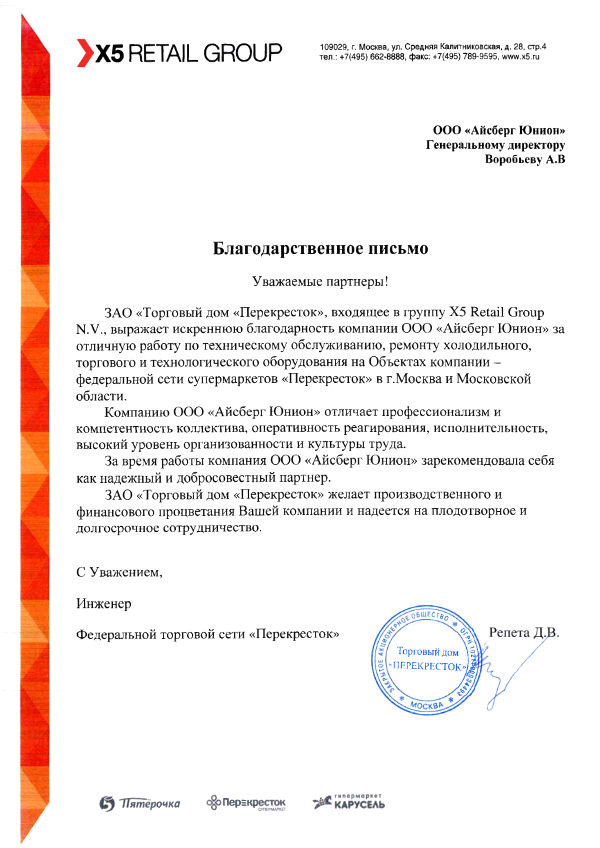 X5 RETAIL GROUP
109029, г. Москва, ул. Средняя Калитниковская, д. 28, стр.4
тел.: +7(495) 662-8888, факс: +7(495) 789-9595, www.x5.ru
ООО «Айсберг Юнион»
Генеральному директору
Воробьеву А.В
Благодарственное письмо
Уважаемые партнеры!
ЗАО «Торговый дом «Перекресток», входящее в группу X5 Retail Group
N.V., выражает искреннюю благодарность компании ООО «Айсберг Юнион» за
отличную работу по техническому обслуживанию, ремонту холодильного,
торгового и технологического оборудования на Объектах компании –
федеральной сети супермаркетов «Перекресток» в г.Москва и Московской
области.
Компанию ООО «Айсберг Юнион» отличает профессионализм и
компетентность коллектива, оперативность реагирования, исполнительность,
высокий уровень организованности и культуры труда.
За время работы компания ООО «Айсберг Юнион» зарекомендовала себя
как надежный и добросовестный партнер.
ЗАО «Торговый дом «Перекресток» желает производственного и
финансового процветания Вашей компании и надеется на плодотворное и
долгосрочное сотрудничество.
С Уважением,
Инженер
Федеральной торговой сети «Перекресток»
Репета Д.В.
ЗАКРЫТОЕ АКЦИОНЕРНОЕ ОБЩЕСТВО
Торговый дом
«ПЕРЕКРЕСТОК»
МОСКВА
5 Пятёрочка
Перекресток
СУПЕРМАРКЕТ
гипермаркет
КАРУСЕЛЬ